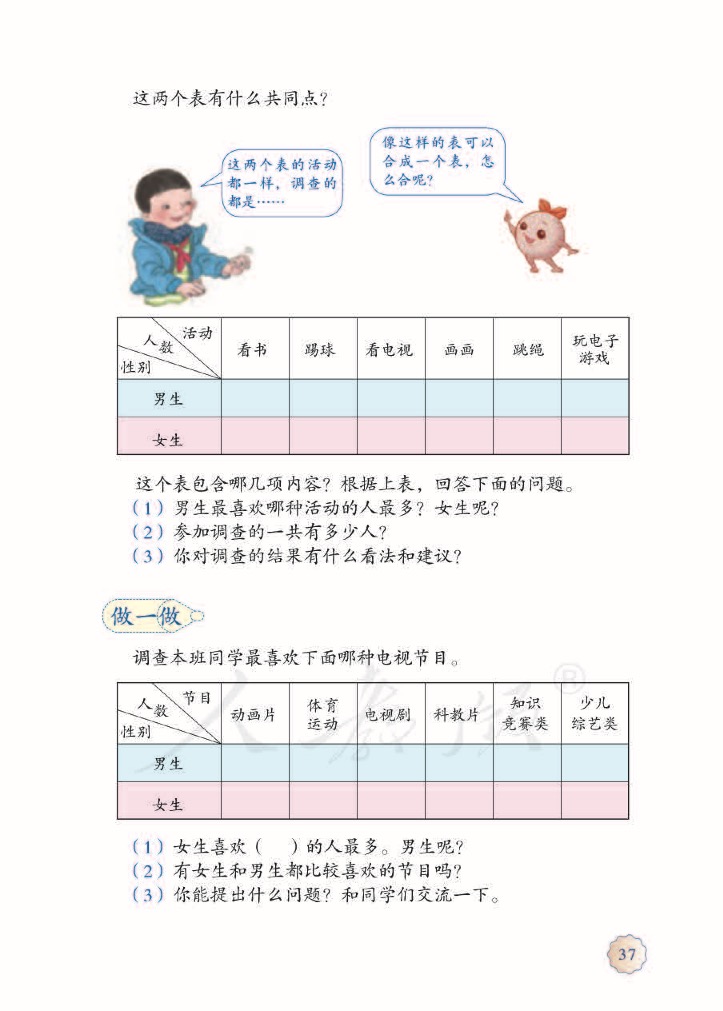 这两个表有什么共同点？
这两个表的活动
都一样，调查的
都是……
像这样的表可以
合成一个表，怎
么合呢？
人数 活动 性别 看书 踢球 看电视 画画 跳绳 玩电子游戏
男生
女生
这个表包含哪几项内容？根据上表，回答下面的问题。
（1）男生最喜欢哪种活动的人最多？女生呢？
（2）参加调查的一共有多少人？
（3）你对调查的结果有什么看法和建议？
做一做
调查本班同学最喜欢下面哪种电视节目。
人数 节目 性别 动画片 体育运动 电视剧 科教片 知识竞赛类 少儿综艺类
男生
女生
（1）女生喜欢（ ）的人最多。男生呢？
（2）有女生和男生都比较喜欢的节目吗？
（3）你能提出什么问题？和同学们交流一下。
人教领®
37